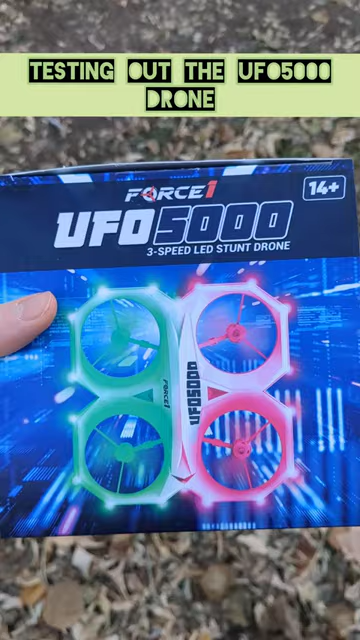 TESTING OUT THE UFO5000
DRONE
FORCE1
14+
UFO5000
3-SPEED LED STUNT DRONE
FORCE1
UFO5000